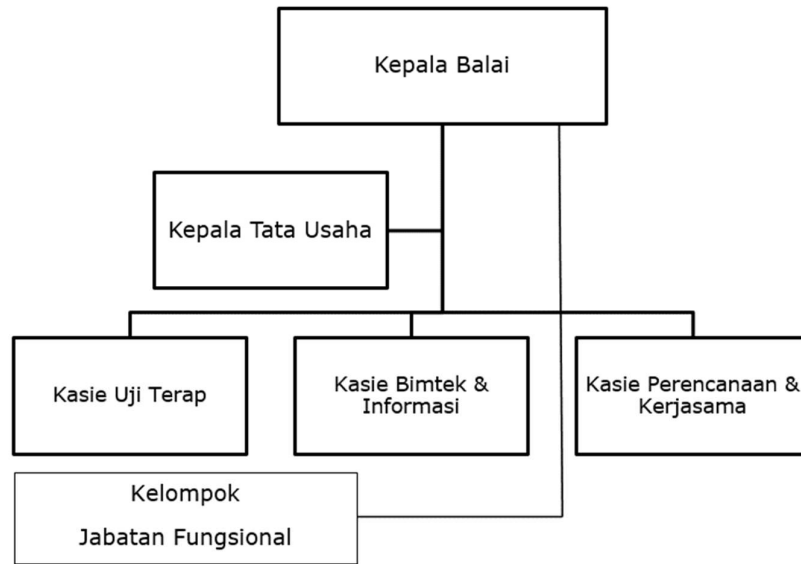 Kepala Balai
Kepala Tata Usaha
Kasie Uji Terap
Kasie Bimtek &
Informasi
Kasie Perencanaan &
Kerjasama
Kelompok
Jabatan Fungsional